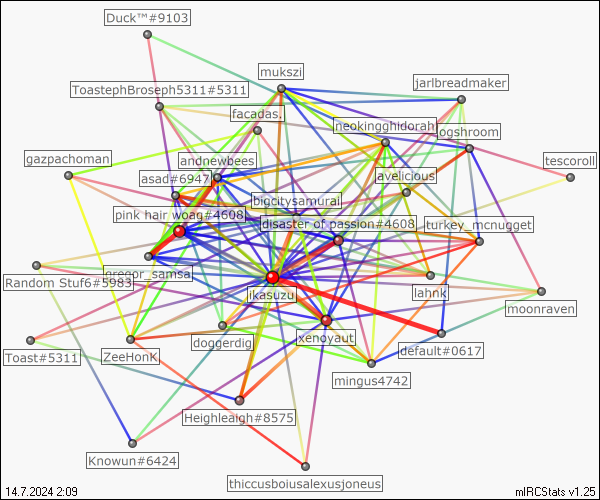 Duck™#9103
mukszi
jarlbreadmaker
ToastephBroseph5311#5311
facadas.
neokingghidorah
ogshroom
gazpachoman
andnewbees
tescoroll
asad#6947
avelicious
bigcitysamurai
pink hair woag#4608
disaster of passion#4608
turkey_mcnugget
gregor_samsa
Random Stuf6#5983
ikasuzu
lahnk
moonraven
doggerdig
xenoyaut
default#0617
Toast#5311
ZeeHonK
mingus4742
Heighleaigh#8575
Knowun#6424
thiccusboiusalexusjoneus
14.7.2024 2:09
mIRCStats v1.25